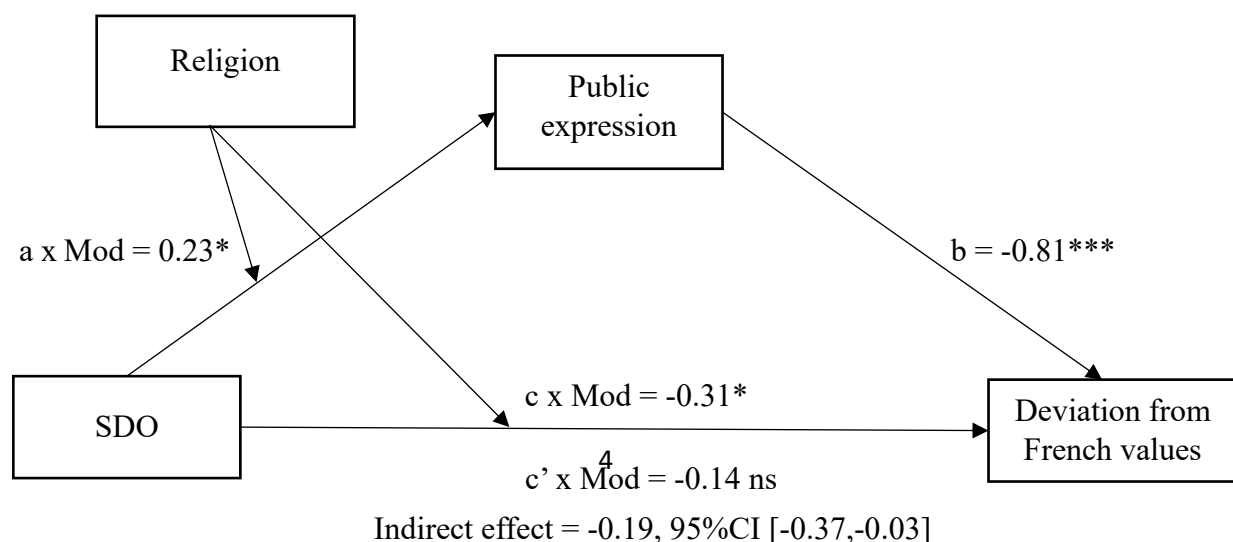 Religion
Public
expression
a x Mod = 0.23*
b = -0.81***
SDO
c x Mod = -0.31*
Deviation from
French values
4
c’ x Mod = -0.14 ns
Indirect effect = -0.19, 95%CI [-0.37,-0.03]